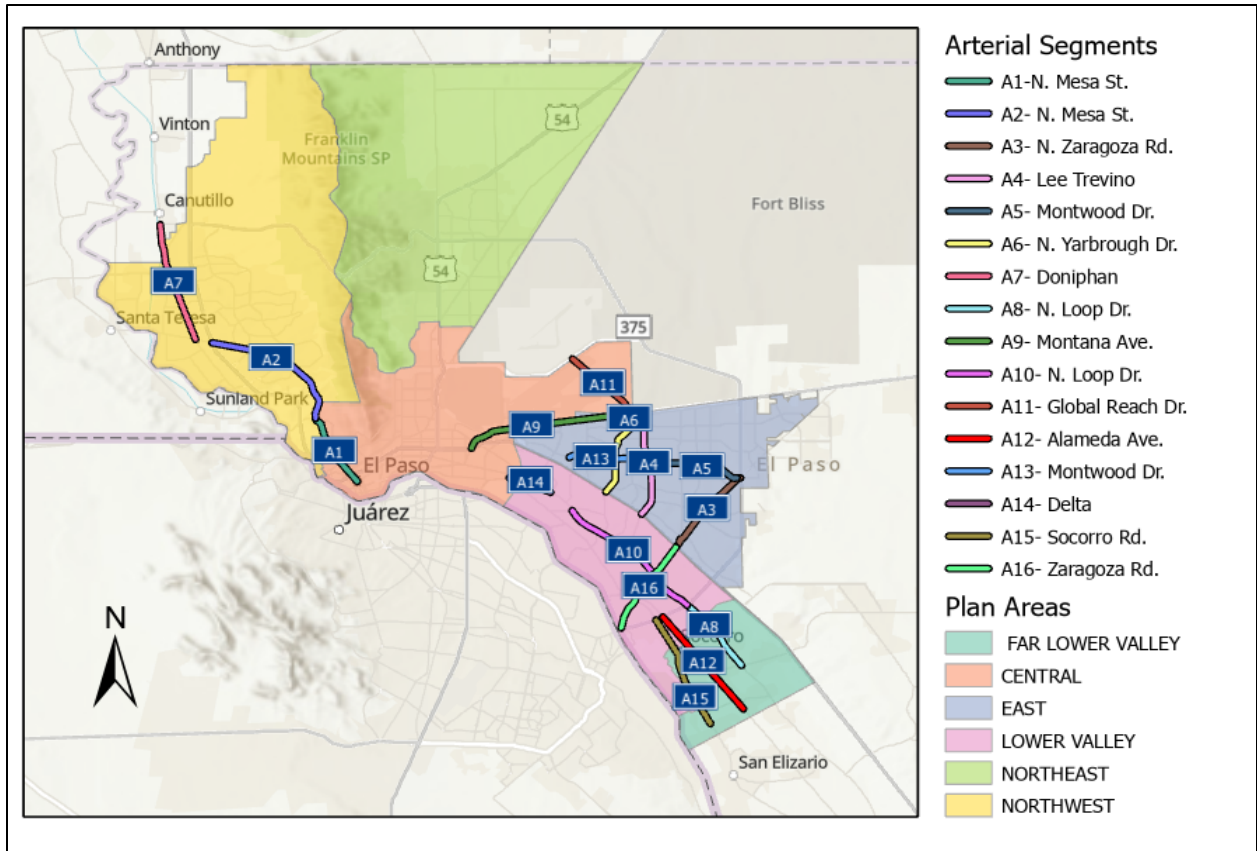 Anthony
Vinton
Franklin
Mountains SP
54
Canutillo
Fort Bliss
54
A7
Santa Teresa
375
A2
A11
Sunland Park
A6
A9
A1
El Paso
A13
A4
A5
El Paso
A14
A3
Juárez
A10
A16
A8
A12
A15
San Elizario
N
Arterial Segments
A1-N. Mesa St.
A2- N. Mesa St.
A3- N. Zaragoza Rd.
A4- Lee Trevino
A5- Montwood Dr.
A6- N. Yarbrough Dr.
A7- Doniphan
A8- N. Loop Dr.
A9- Montana Ave.
A10- N. Loop Dr.
A11- Global Reach Dr.
A12- Alameda Ave.
A13- Montwood Dr.
A14- Delta
A15- Socorro Rd.
A16- Zaragoza Rd.
Plan Areas
FAR LOWER VALLEY
CENTRAL
EAST
LOWER VALLEY
NORTHEAST
NORTHWEST